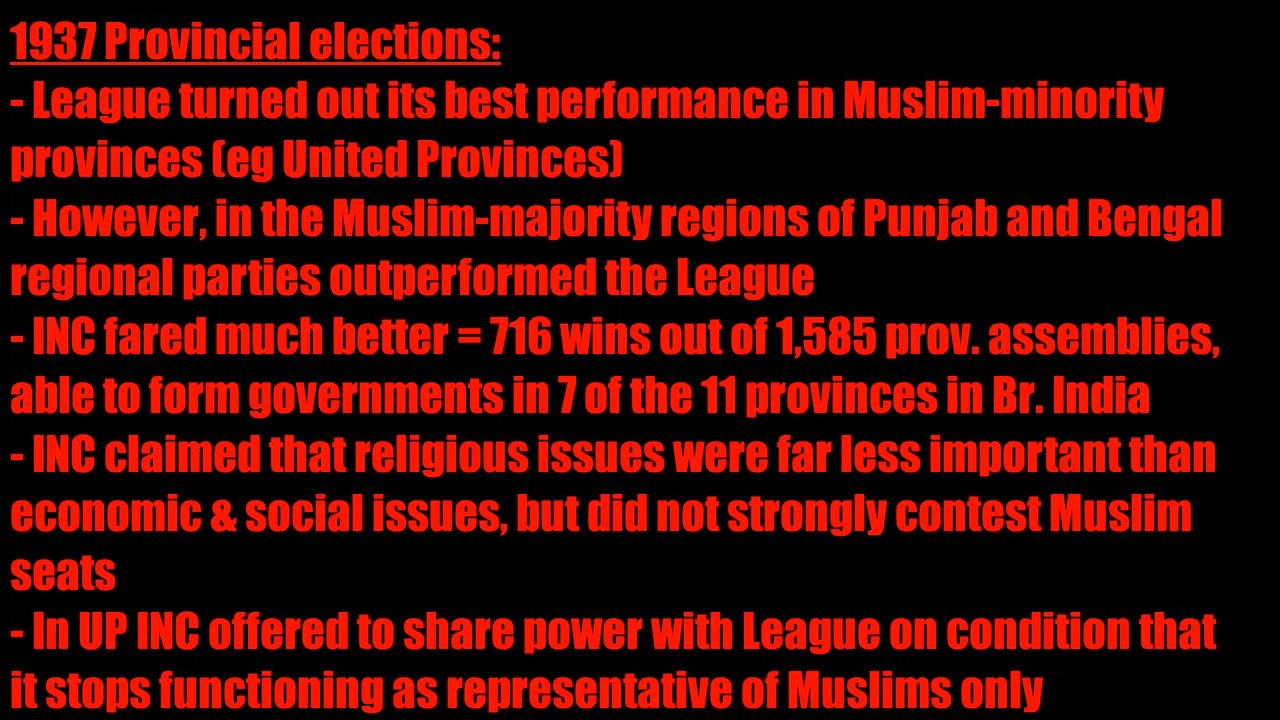 1937 Provincial elections:
- League turned out its best performance in Muslim-minority
provinces (eg United Provinces)
- However, in the Muslim-majority regions of Punjab and Bengal
regional parties outperformed the League
- INC fared much better = 716 wins out of 1,585 prov. assemblies,
able to form governments in 7 of the 11 provinces in Br. India
- INC claimed that religious issues were far less important than
economic & social issues, but did not strongly contest Muslim
seats
- In UP INC offered to share power with League on condition that
it stops functioning as representative of Muslims only